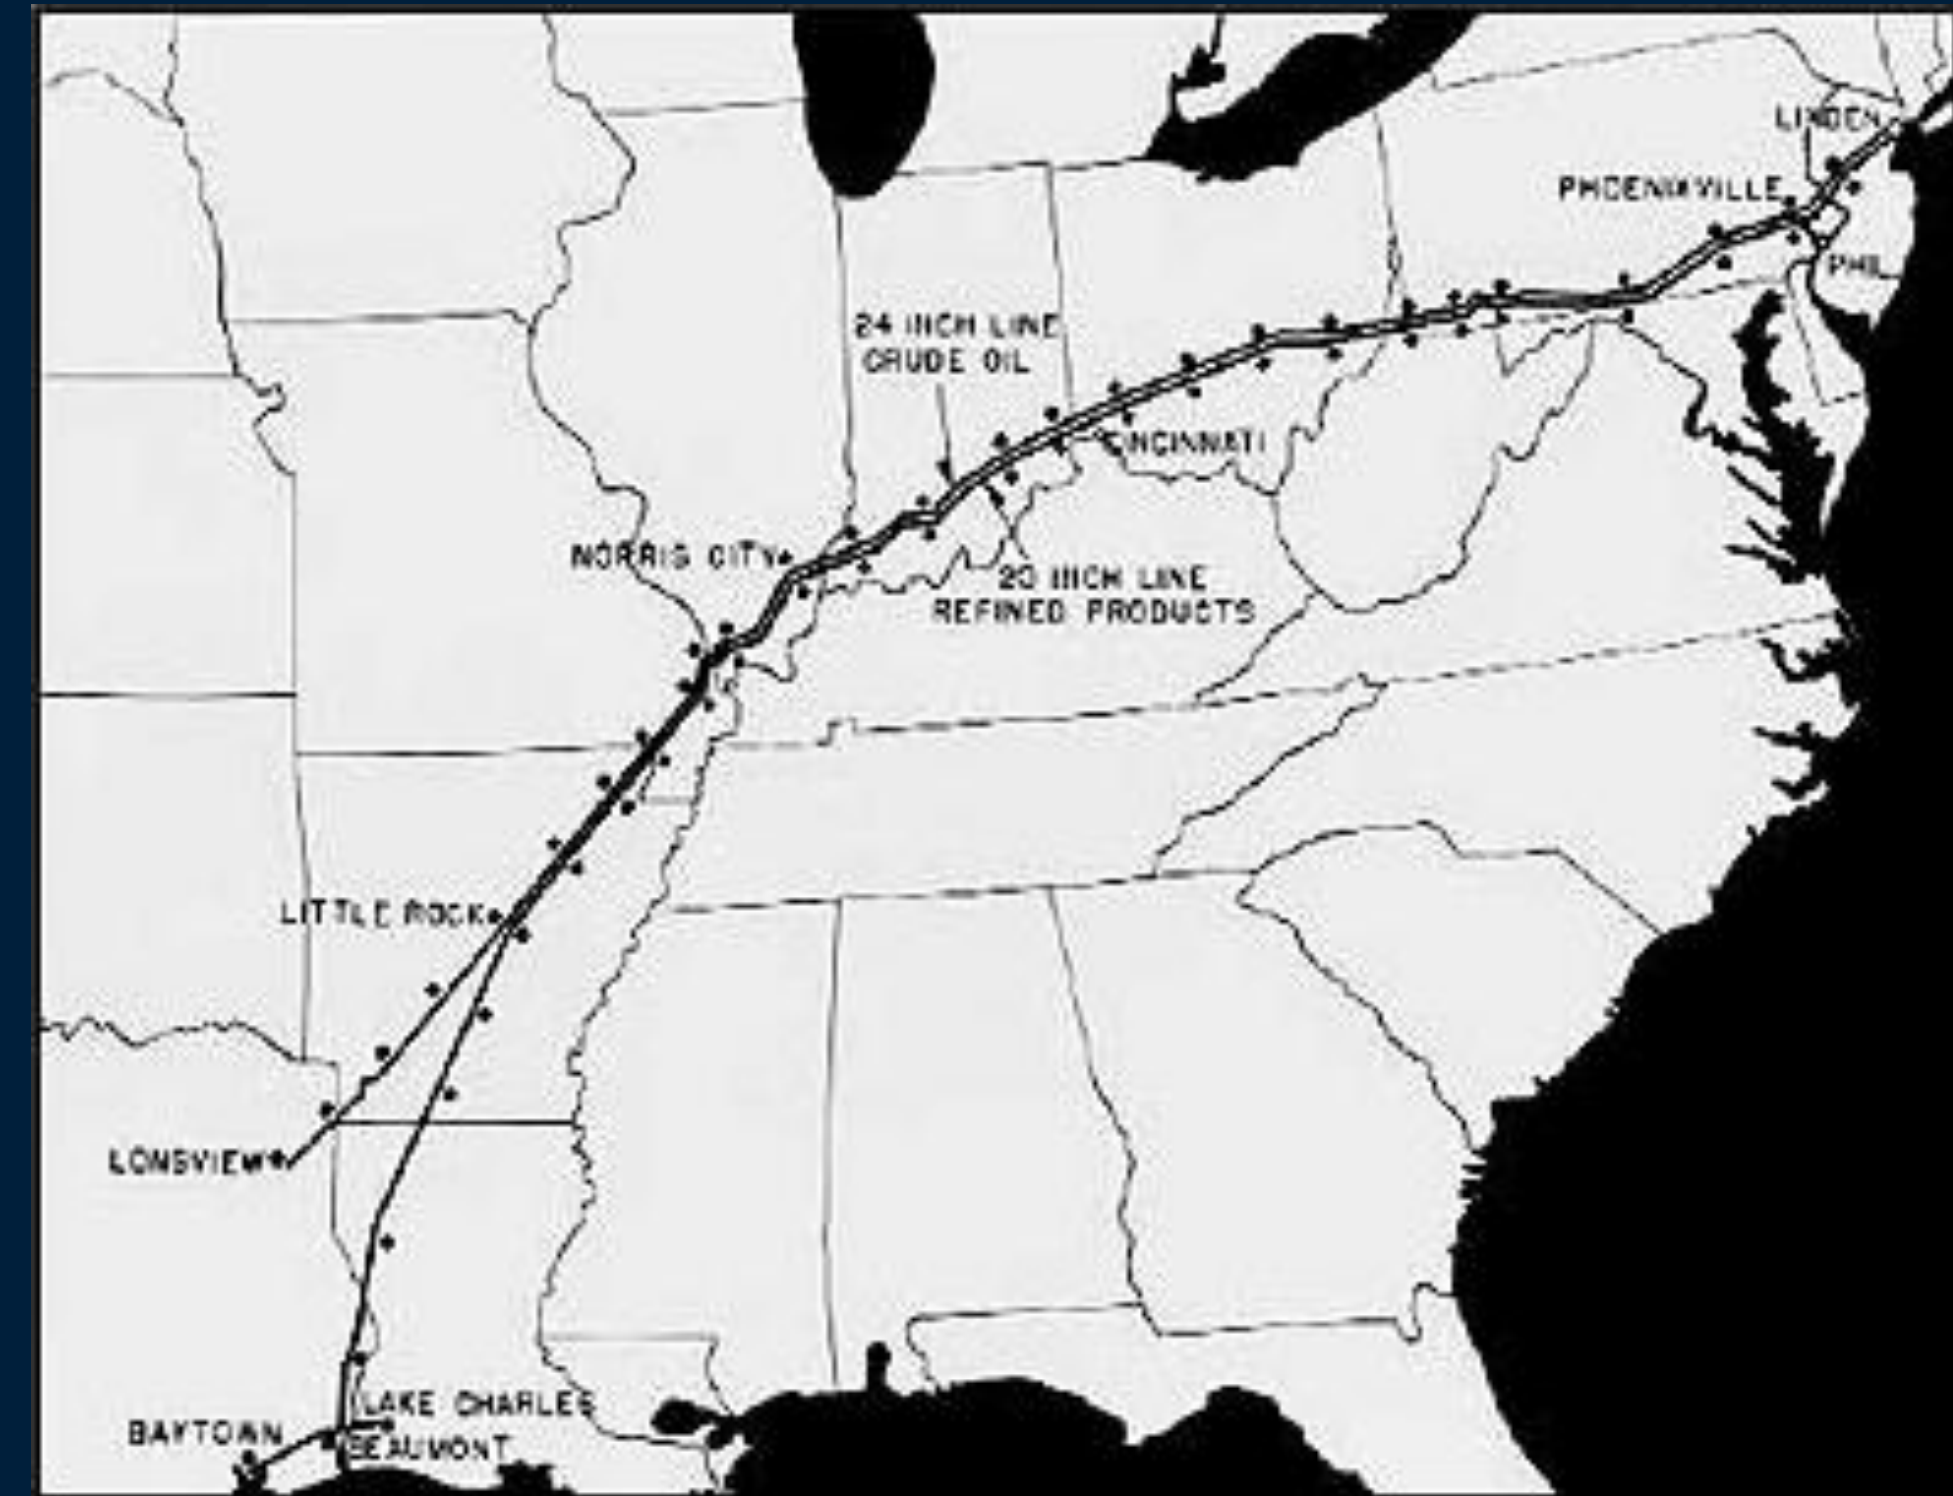 LINDEN
PHOENIXVILLE
PHIL
24 INCH LINE
CRUDE OIL
CINCINNATI
NORRIS CITY
20 INCH LINE
REFINED PRODUCTS
LITTLE ROCK
LONGVIEW
LAKE CHARLES
BAYTOWN
BEAUMONT